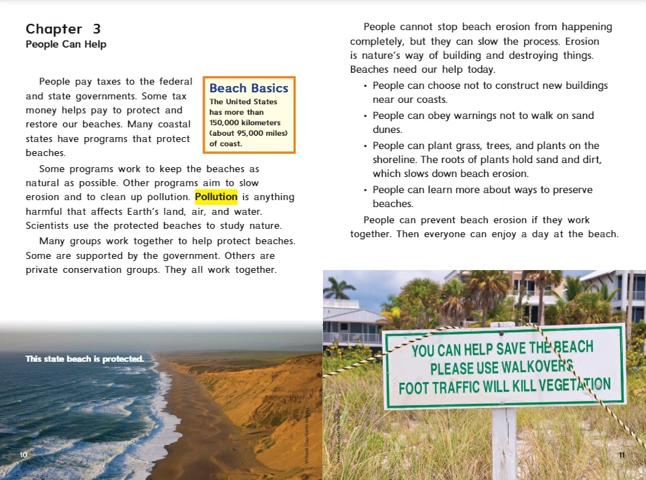 Chapter 3
People Can Help
People pay taxes to the federal
and state governments. Some tax
money helps pay to protect and
restore our beaches. Many coastal
states have programs that protect
beaches.
Beach Basics
The United States
has more than
150,000 kilometers
(about 95,000 miles)
of coast.
Some programs work to keep the beaches as
natural as possible. Other programs aim to slow
erosion and to clean up pollution. Pollution is anything
harmful that affects Earth's land, air, and water.
Scientists use the protected beaches to study nature.
Many groups work together to help protect beaches.
Some are supported by the government. Others are
private conservation groups. They all work together.
This state beach is protected.
10
People cannot stop beach erosion from happening
completely, but they can slow the process. Erosion
is nature's way of building and destroying things.
Beaches need our help today.
• People can choose not to construct new buildings
near our coasts.
• People can obey warnings not to walk on sand
dunes.
• People can plant grass, trees, and plants on the
shoreline. The roots of plants hold sand and dirt,
which slows down beach erosion.
• People can learn more about ways to preserve
beaches.
People can prevent beach erosion if they work
together. Then everyone can enjoy a day at the beach.
YOU CAN HELP SAVE THE BEACH
PLEASE USE WALKOVERS
FOOT TRAFFIC WILL KILL VEGETATION
11